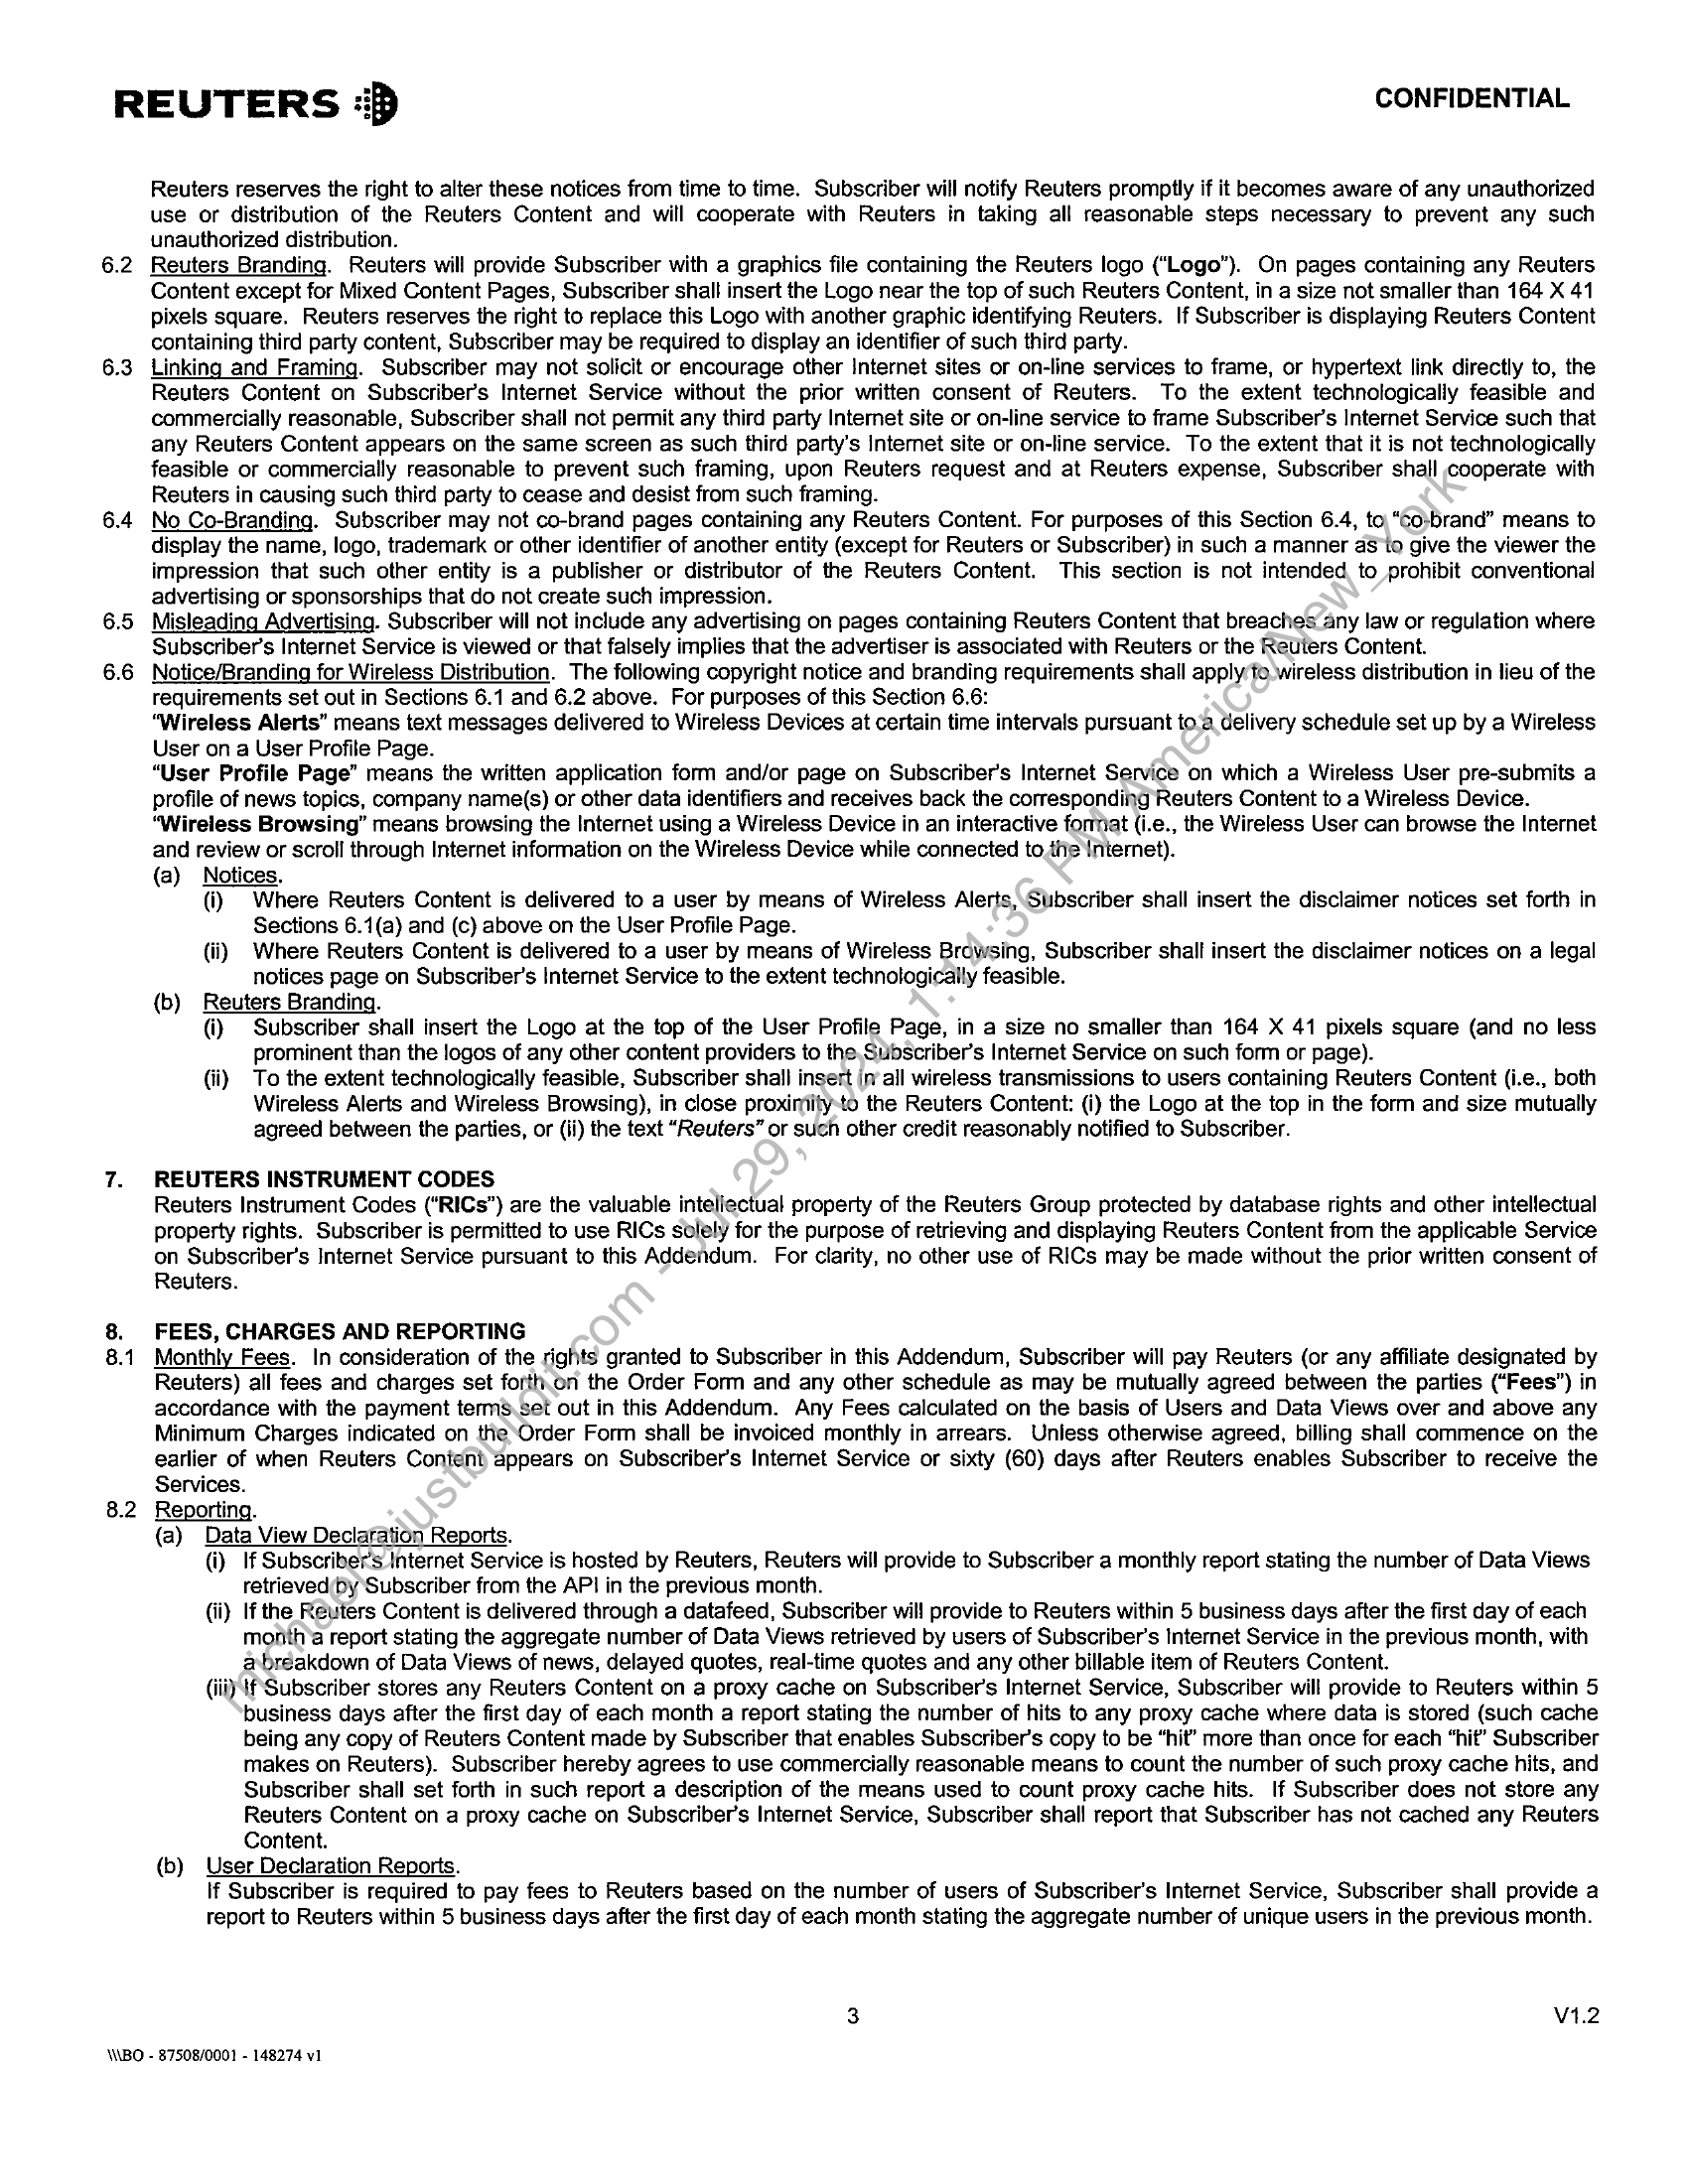 REUTERS
CONFIDENTIAL
Reuters reserves the right to alter these notices from time to time. Subscriber will notify Reuters promptly if it becomes aware of any unauthorized
use or distribution of the Reuters Content and will cooperate with Reuters in taking all reasonable steps necessary to prevent any such
unauthorized distribution.
6.2 Reuters Branding. Reuters will provide Subscriber with a graphics file containing the Reuters logo (“Logo”). On pages containing any Reuters
Content except for Mixed Content Pages, Subscriber shall insert the Logo near the top of such Reuters Content, in a size not smaller than 164 X 41
pixels square. Reuters reserves the right to replace this Logo with another graphic identifying Reuters. If Subscriber is displaying Reuters Content
containing third party content, Subscriber may be required to display an identifier of such third party.
6.3 Linking and Framing. Subscriber may not solicit or encourage other Internet sites or on-line services to frame, or hypertext link directly to, the
Reuters Content on Subscriber's Internet Service without the prior written consent of Reuters. To the extent technologically feasible and
commercially reasonable, Subscriber shall not permit any third party Internet site or on-line service to frame Subscriber's Internet Service such that
any Reuters Content appears on the same screen as such third party's Internet site or on-line service. To the extent that it is not technologically
feasible or commercially reasonable to prevent such framing, upon Reuters request and at Reuters expense, Subscriber shall cooperate with
Reuters in causing such third party to cease and desist from such framing.
6.4 No Co-Branding. Subscriber may not co-brand pages containing any Reuters Content. For purposes of this Section 6.4, to “co-brand” means to
display the name, logo, trademark or other identifier of another entity (except for Reuters or Subscriber) in such a manner as to give the viewer the
impression that such other entity is a publisher or distributor of the Reuters Content. This section is not intended to prohibit conventional
advertising or sponsorships that do not create such impression.
6.5 Misleading Advertising. Subscriber will not include any advertising on pages containing Reuters Content that breaches any law or regulation where
Subscriber's Internet Service is viewed or that falsely implies that the advertiser is associated with Reuters or the Reuters Content.
6.6 Notice/Branding for Wireless Distribution. The following copyright notice and branding requirements shall apply to wireless distribution in lieu of the
requirements set out in Sections 6.1 and 6.2 above. For purposes of this Section 6.6:
“Wireless Alerts” means text messages delivered to Wireless Devices at certain time intervals pursuant to a delivery schedule set up by a Wireless
User on a User Profile Page.
“User Profile Page” means the written application form and/or page on Subscriber's Internet Service on which a Wireless User pre-submits a
profile of news topics, company name(s) or other data identifiers and receives back the corresponding Reuters Content to a Wireless Device.
“Wireless Browsing” means browsing the Internet using a Wireless Device in an interactive format (i.e., the Wireless User can browse the Internet
and review or scroll through Internet information on the Wireless Device while connected to the Internet).
(a) Notices.
(i) Where Reuters Content is delivered to a user by means of Wireless Alerts, Subscriber shall insert the disclaimer notices set forth in
Sections 6.1(a) and (c) above on the User Profile Page.
(ii) Where Reuters Content is delivered to a user by means of Wireless Browsing, Subscriber shall insert the disclaimer notices on a legal
notices page on Subscriber's Internet Service to the extent technologically feasible.
(b) Reuters Branding.
(i) Subscriber shall insert the Logo at the top of the User Profile Page, in a size no smaller than 164 X 41 pixels square (and no less
prominent than the logos of any other content providers to the Subscriber's Internet Service on such form or page).
(ii) To the extent technologically feasible, Subscriber shall insert in all wireless transmissions to users containing Reuters Content (i.e., both
Wireless Alerts and Wireless Browsing), in close proximity to the Reuters Content: (i) the Logo at the top in the form and size mutually
agreed between the parties, or (ii) the text “Reuters” or such other credit reasonably notified to Subscriber.
7. REUTERS INSTRUMENT CODES
Reuters Instrument Codes (“RICs”) are the valuable intellectual property of the Reuters Group protected by database rights and other intellectual
property rights. Subscriber is permitted to use RICs solely for the purpose of retrieving and displaying Reuters Content from the applicable Service
on Subscriber's Internet Service pursuant to this Addendum. For clarity, no other use of RICs may be made without the prior written consent of
Reuters.
8. FEES, CHARGES AND REPORTING
8.1 Monthly Fees. In consideration of the rights granted to Subscriber in this Addendum, Subscriber will pay Reuters (or any affiliate designated by
Reuters) all fees and charges set forth on the Order Form and any other schedule as may be mutually agreed between the parties (“Fees”) in
accordance with the payment terms set out in this Addendum. Any Fees calculated on the basis of Users and Data Views over and above any
Minimum Charges indicated on the Order Form shall be invoiced monthly in arrears. Unless otherwise agreed, billing shall commence on the
earlier of when Reuters Content appears on Subscriber's Internet Service or sixty (60) days after Reuters enables Subscriber to receive the
Services.
8.2 Reporting.
(a) Data View Declaration Reports.
(i) If Subscriber's Internet Service is hosted by Reuters, Reuters will provide to Subscriber a monthly report stating the number of Data Views
retrieved by Subscriber from the API in the previous month.
(ii) If the Reuters Content is delivered through a datafeed, Subscriber will provide to Reuters within 5 business days after the first day of each
month a report stating the aggregate number of Data Views retrieved by users of Subscriber's Internet Service in the previous month, with
a breakdown of Data Views of news, delayed quotes, real-time quotes and any other billable item of Reuters Content.
(iii) If Subscriber stores any Reuters Content on a proxy cache on Subscriber's Internet Service, Subscriber will provide to Reuters within 5
business days after the first day of each month a report stating the number of hits to any proxy cache where data is stored (such cache
being any copy of Reuters Content made by Subscriber that enables Subscriber's copy to be “hit” more than once for each “hit” Subscriber
makes on Reuters). Subscriber hereby agrees to use commercially reasonable means to count the number of such proxy cache hits, and
Subscriber shall set forth in such report a description of the means used to count proxy cache hits. If Subscriber does not store any
Reuters Content on a proxy cache on Subscriber's Internet Service, Subscriber shall report that Subscriber has not cached any Reuters
Content.
(b) User Declaration Reports.
If Subscriber is required to pay fees to Reuters based on the number of users of Subscriber's Internet Service, Subscriber shall provide a
report to Reuters within 5 business days after the first day of each month stating the aggregate number of unique users in the previous month.
3
V1.2
\\\BO - 87508/0001 - 148274 v1
michael@justbuildit.com - Jul 29, 2024, 1:14:36 PM America/New_York